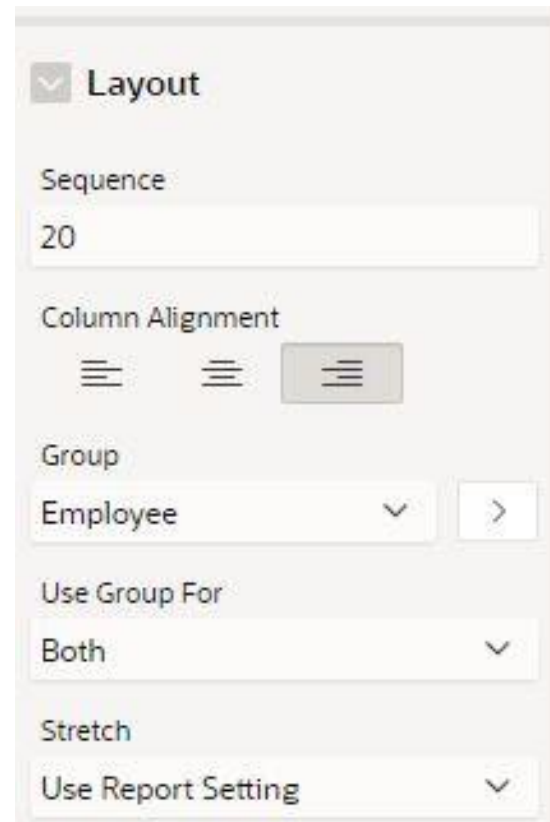 Layout
Sequence
20
Column Alignment
Group
Employee
Use Group For
Both
Stretch
Use Report Setting